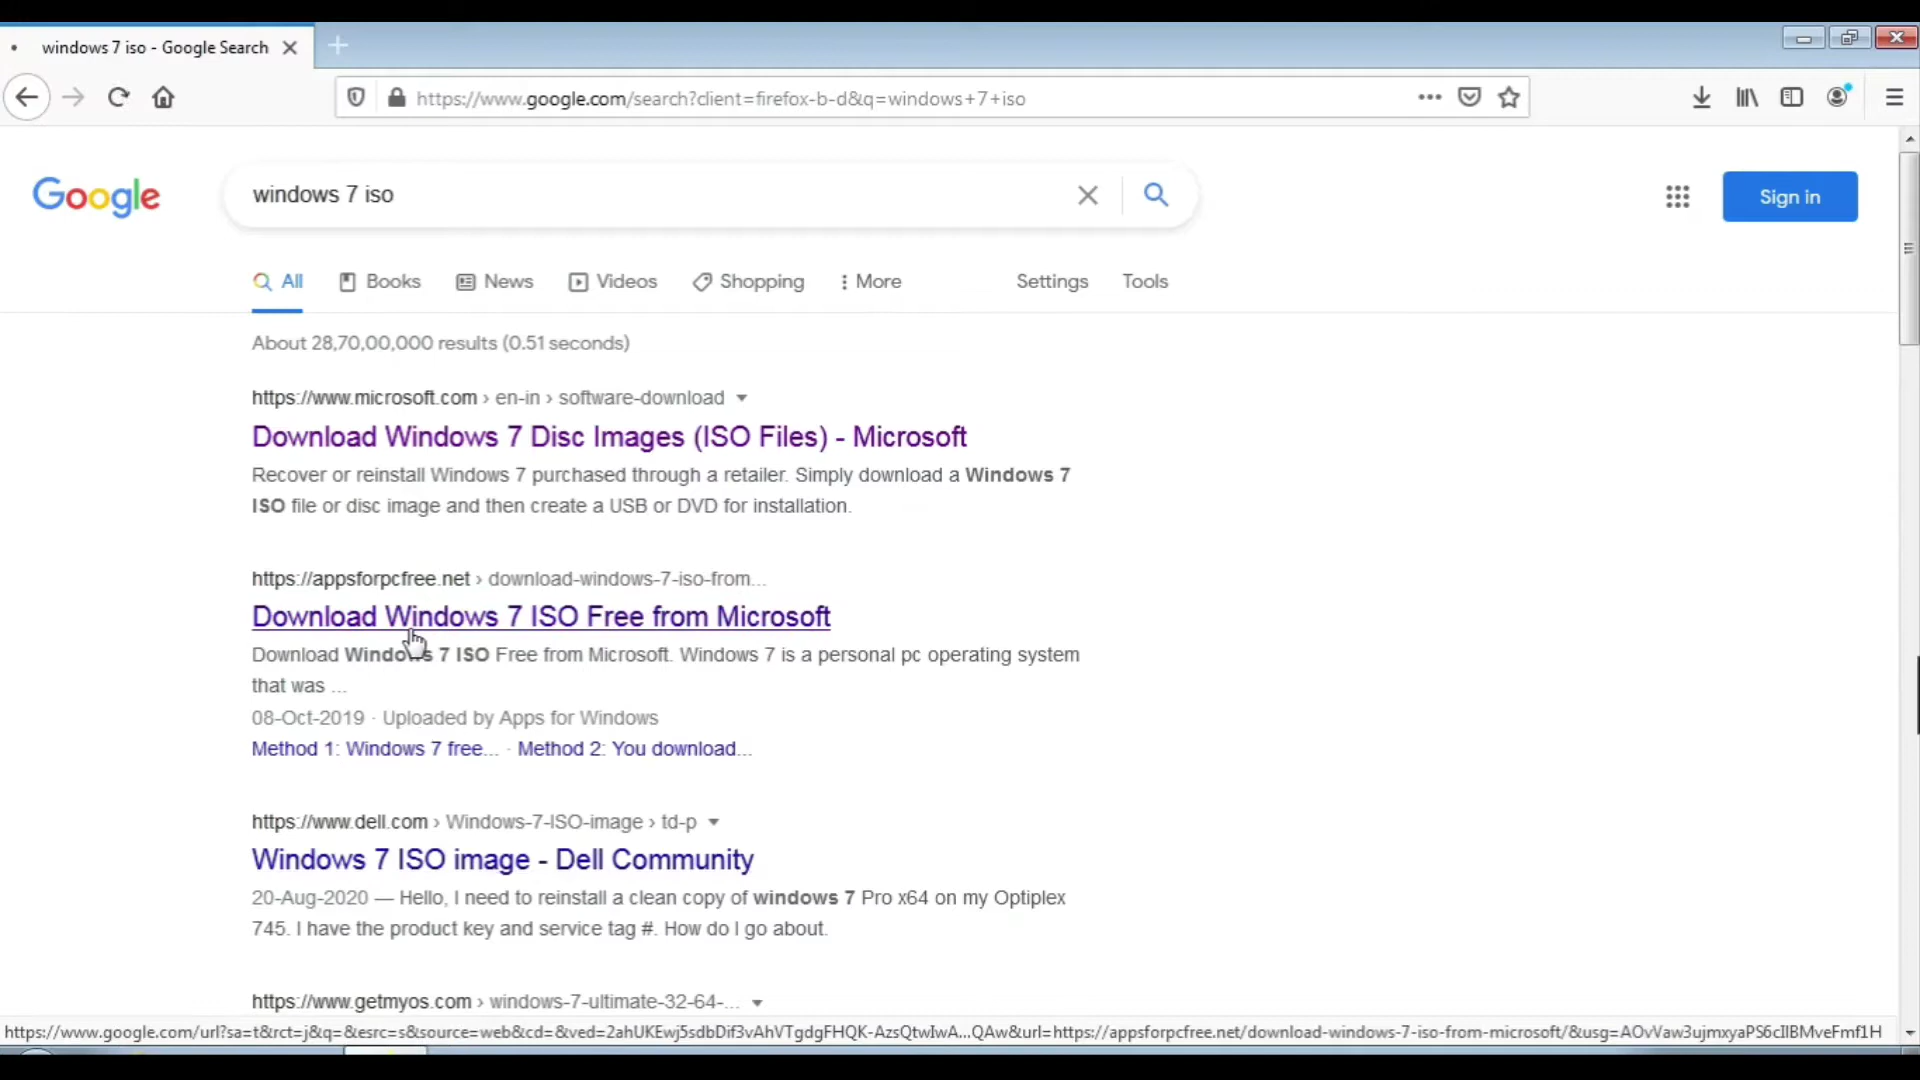 windows 7 iso - Google Search
https://www.google.com/search?client=firefox-b-d&q=windows+7+iso
Google
windows 7 iso
Sign in
All Books News Videos Shopping More Settings Tools
About 28,70,00,000 results (0.51 seconds)
https://www.microsoft.com › en-in › software-download
Download Windows 7 Disc Images (ISO Files) - Microsoft
Recover or reinstall Windows 7 purchased through a retailer. Simply download a Windows 7
ISO file or disc image and then create a USB or DVD for installation.
https://appsforpcfree.net › download-windows-7-iso-from...
Download Windows 7 ISO Free from Microsoft
Download Windows 7 ISO Free from Microsoft. Windows 7 is a personal pc operating system
that was ...
08-Oct-2019 · Uploaded by Apps for Windows
Method 1: Windows 7 free... · Method 2: You download...
https://www.dell.com › Windows-7-ISO-image › td-p
Windows 7 ISO image - Dell Community
20-Aug-2020 — Hello, I need to reinstall a clean copy of windows 7 Pro x64 on my Optiplex
745. I have the product key and service tag #. How do I go about.
https://www.getmyos.com › windows-7-ultimate-32-64-...
https://www.google.com/url?sa=t&rct=j&q=&esrc=s&source=web&cd=&ved=2ahUKEwj5sdbDif3vAhVTgdgFHQK-AzsQtwIwA...QAw&url=https://appsforpcfree.net/download-windows-7-iso-from-microsoft/&usg=AOvVaw3ujmxyaPS6cIlBMveFmf1H